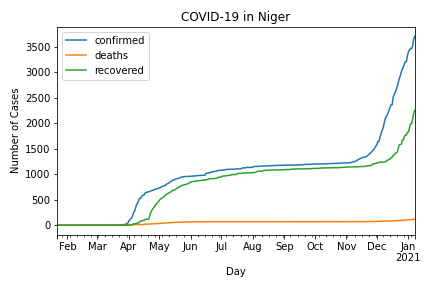 COVID-19 in Niger
confirmed
deaths
recovered
Number of Cases
3500
3000
2500
2000
1500
1000
500
0
Feb Mar Apr May Jun Jul Aug Sep Oct Nov Dec Jan
2021
Day